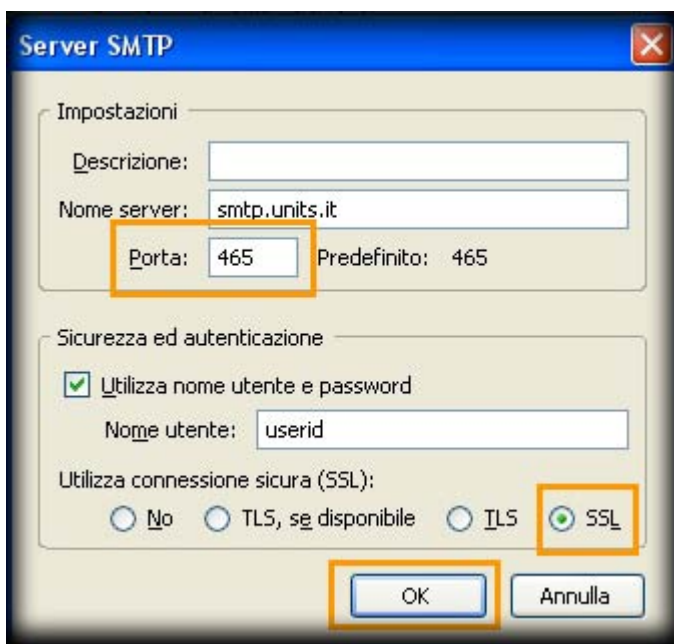 Server SMTP
Impostazioni
Descrizione:
Nome server: smtp.units.it
Porta: 465 Predefinito: 465
Sicurezza ed autenticazione
Utilizza nome utente e password
Nome utente: userid
Utilizza connessione sicura (SSL):
No TLS, se disponibile TLS SSL
OK Annulla